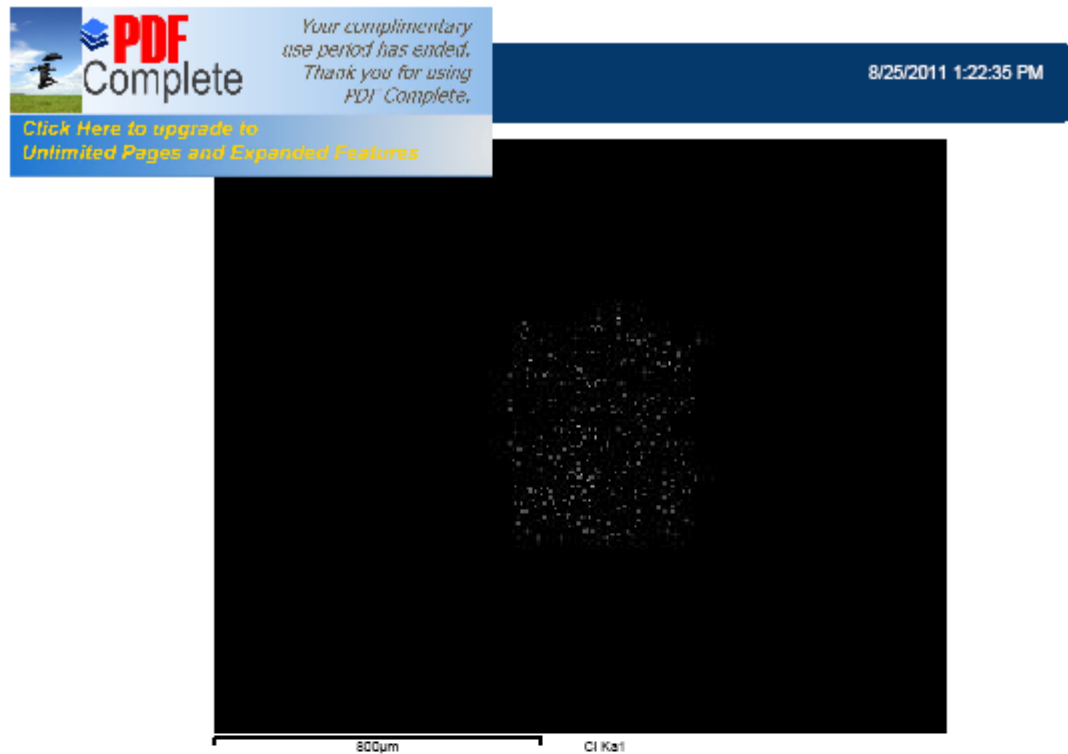 PDF
Complete
Your complimentary
use period has ended.
Thank you for using
PDF Complete.
Click Here to upgrade to
Unlimited Pages and Expanded Features
8/25/2011 1:22:35 PM
800µm
Cl Ka1